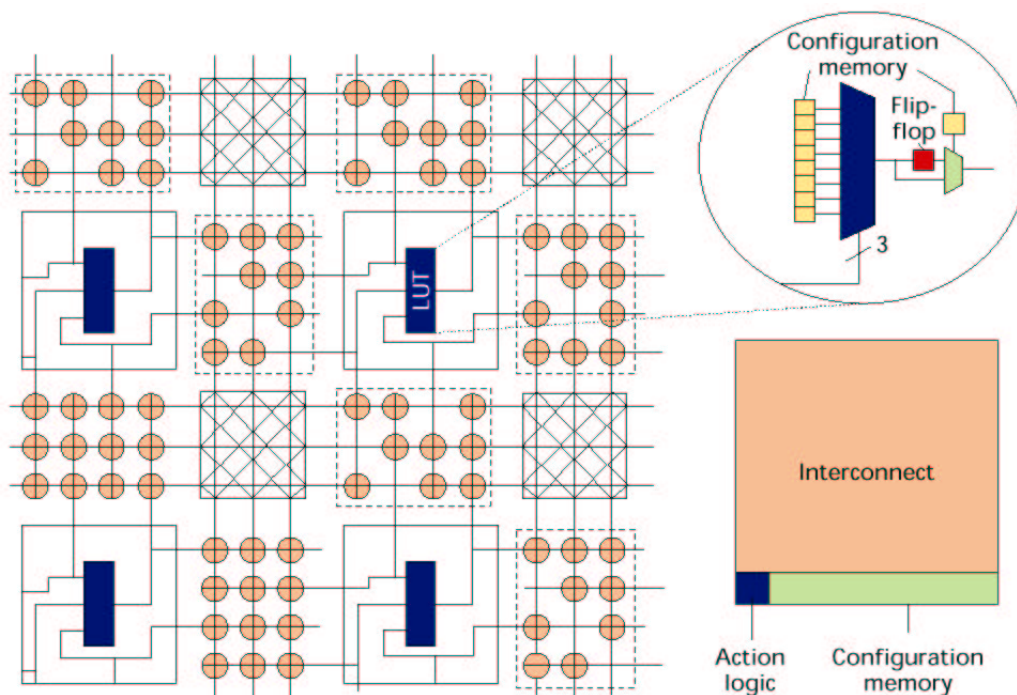 Configuration
memory
Flip-
flop
3
LUT
Interconnect
Action
logic
Configuration
memory